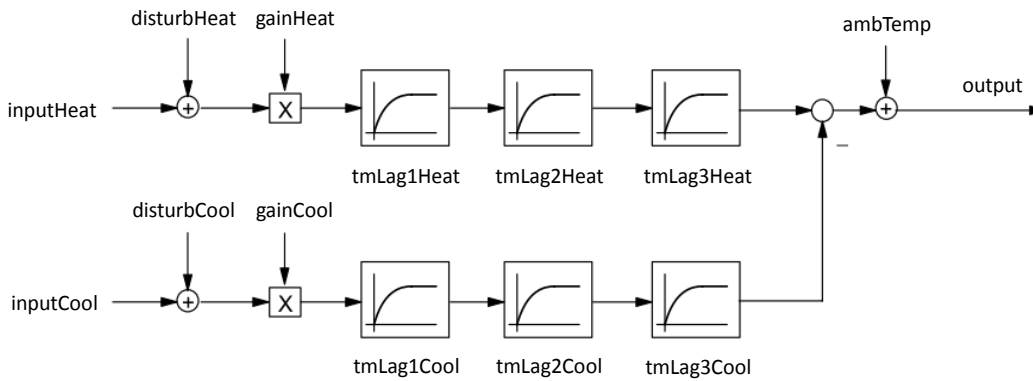 disturbHeat gainHeat ambTemp
inputHeat + X + output
–
tmLag1Heat tmLag2Heat tmLag3Heat
disturbCool gainCool
inputCool + X
tmLag1Cool tmLag2Cool tmLag3Cool